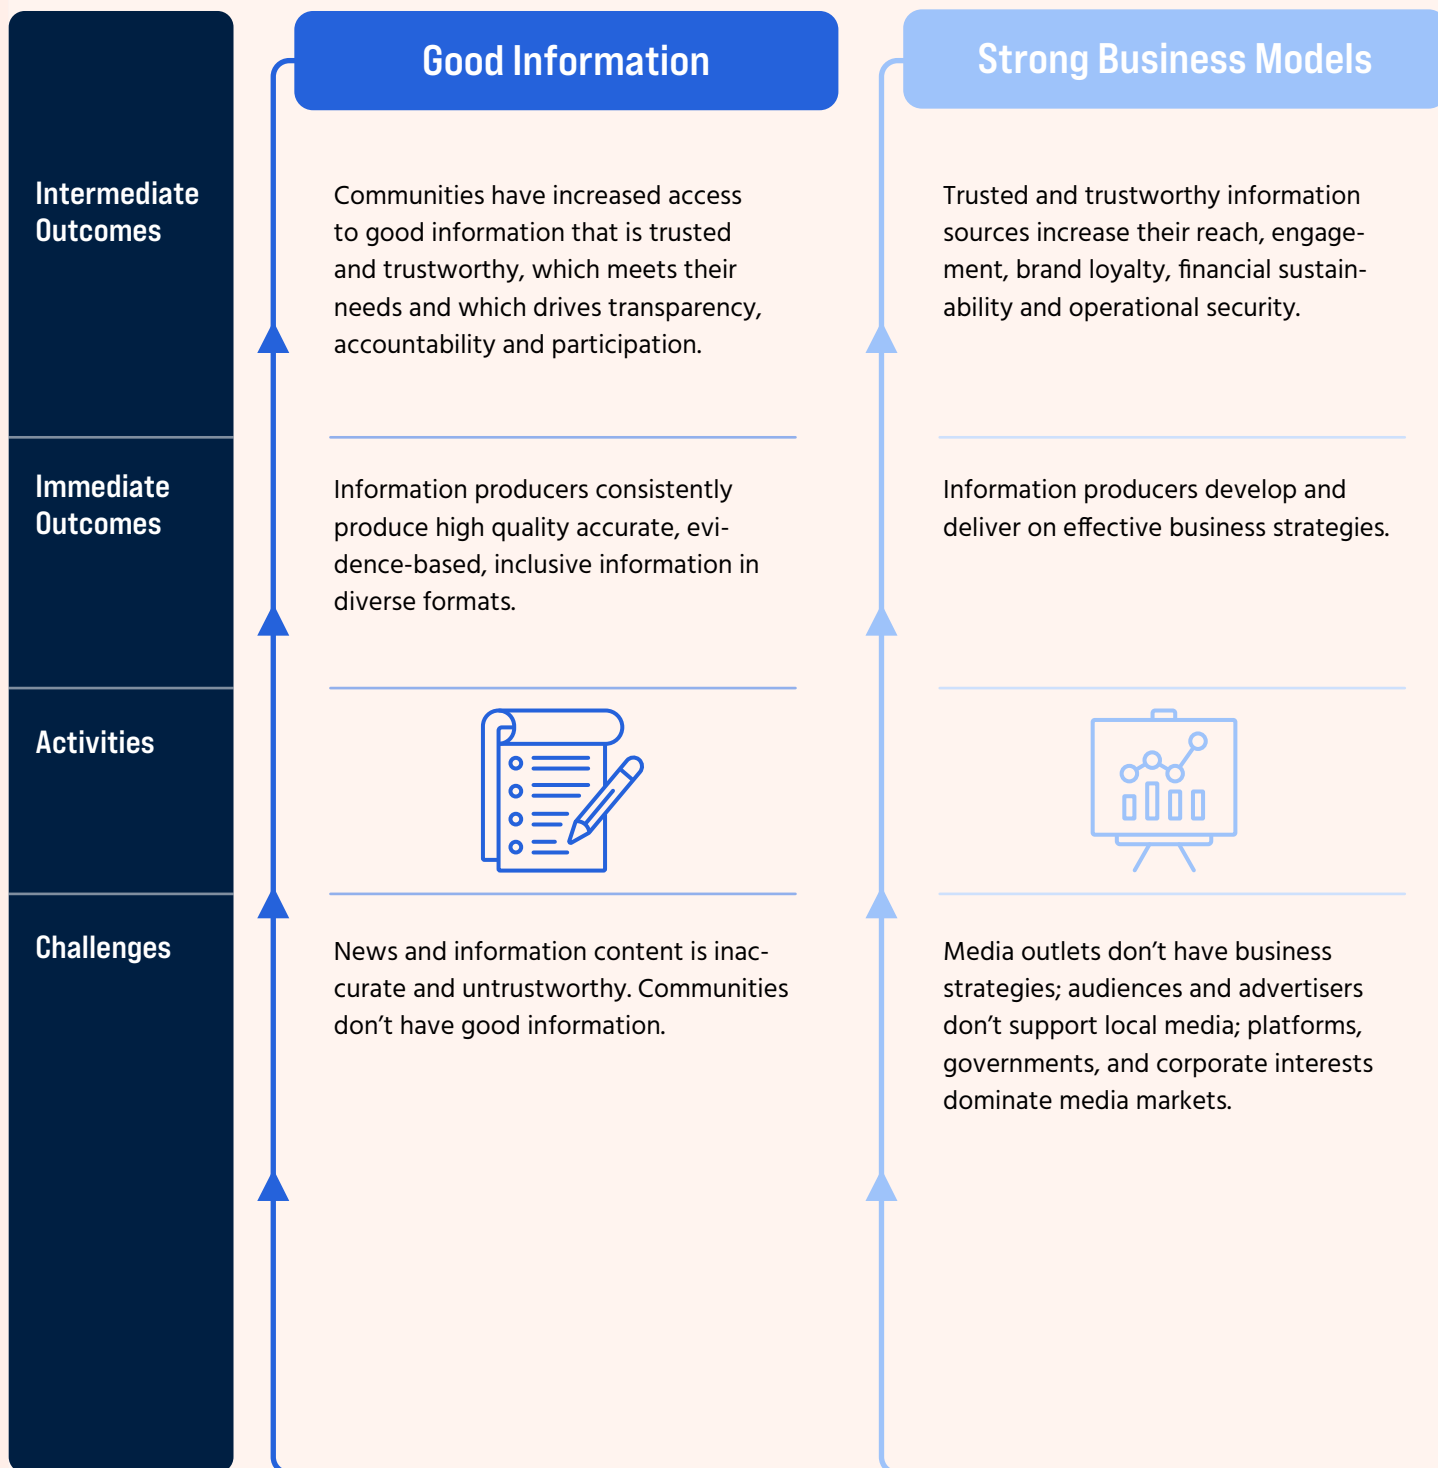 Good Information
Strong Business Models
Intermediate
Outcomes
Communities have increased access
to good information that is trusted
and trustworthy, which meets their
needs and which drives transparency,
accountability and participation.
Trusted and trustworthy information
sources increase their reach, engage-
ment, brand loyalty, financial sustain-
ability and operational security.
Immediate
Outcomes
Information producers consistently
produce high quality accurate, evi-
dence-based, inclusive information in
diverse formats.
Information producers develop and
deliver on effective business strategies.
Activities
Challenges
News and information content is inac-
curate and untrustworthy. Communities
don’t have good information.
Media outlets don’t have business
strategies; audiences and advertisers
don’t support local media; platforms,
governments, and corporate interests
dominate media markets.